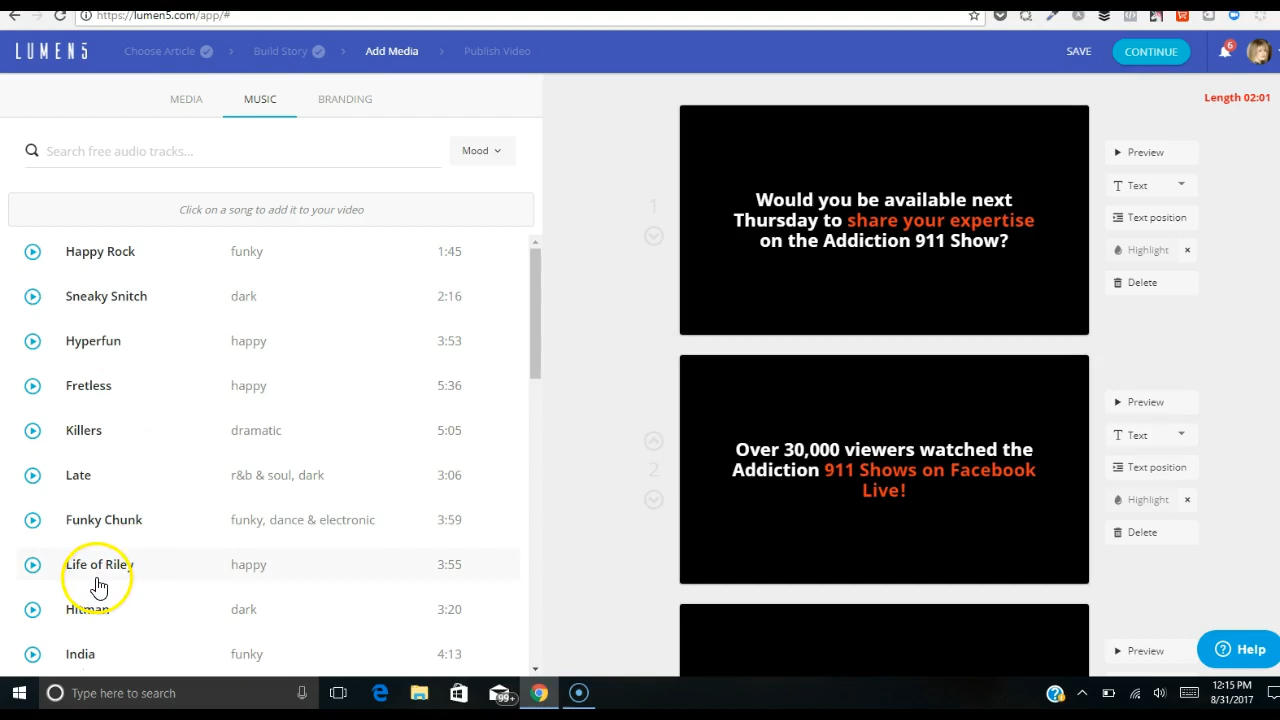 https://lumen5.com/app/#
LUMEN5
Choose Article
Build Story
Add Media
Publish Video
SAVE
CONTINUE
6
MEDIA
MUSIC
BRANDING
Length 02:01
Search free audio tracks...
Mood
Click on a song to add it to your video
Happy Rock funky 1:45
Sneaky Snitch dark 2:16
Hyperfun happy 3:53
Fretless happy 5:36
Killers dramatic 5:05
Late r&b & soul, dark 3:06
Funky Chunk funky, dance & electronic 3:59
Life of Riley happy 3:55
Hitman dark 3:20
India funky 4:13
1
Would you be available next
Thursday to share your expertise
on the Addiction 911 Show?
Preview
Text
Text position
Highlight ×
Delete
2
Over 30,000 viewers watched the
Addiction 911 Shows on Facebook
Live!
Preview
Text
Text position
Highlight ×
Delete
Preview
Help
Type here to search
99+
12:15 PM
8/31/2017